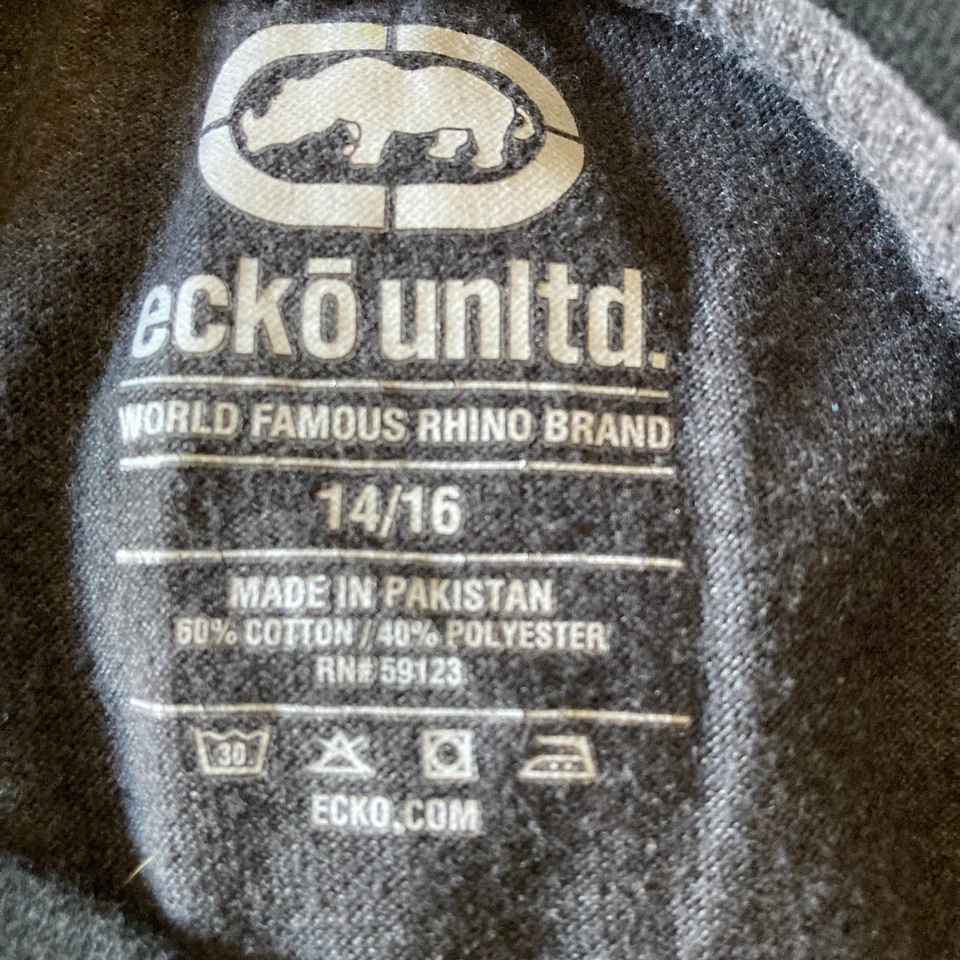 eckō unltd.
WORLD FAMOUS RHINO BRAND
14/16
MADE IN PAKISTAN
60% COTTON / 40% POLYESTER
RN# 59123
30
ECKO.COM